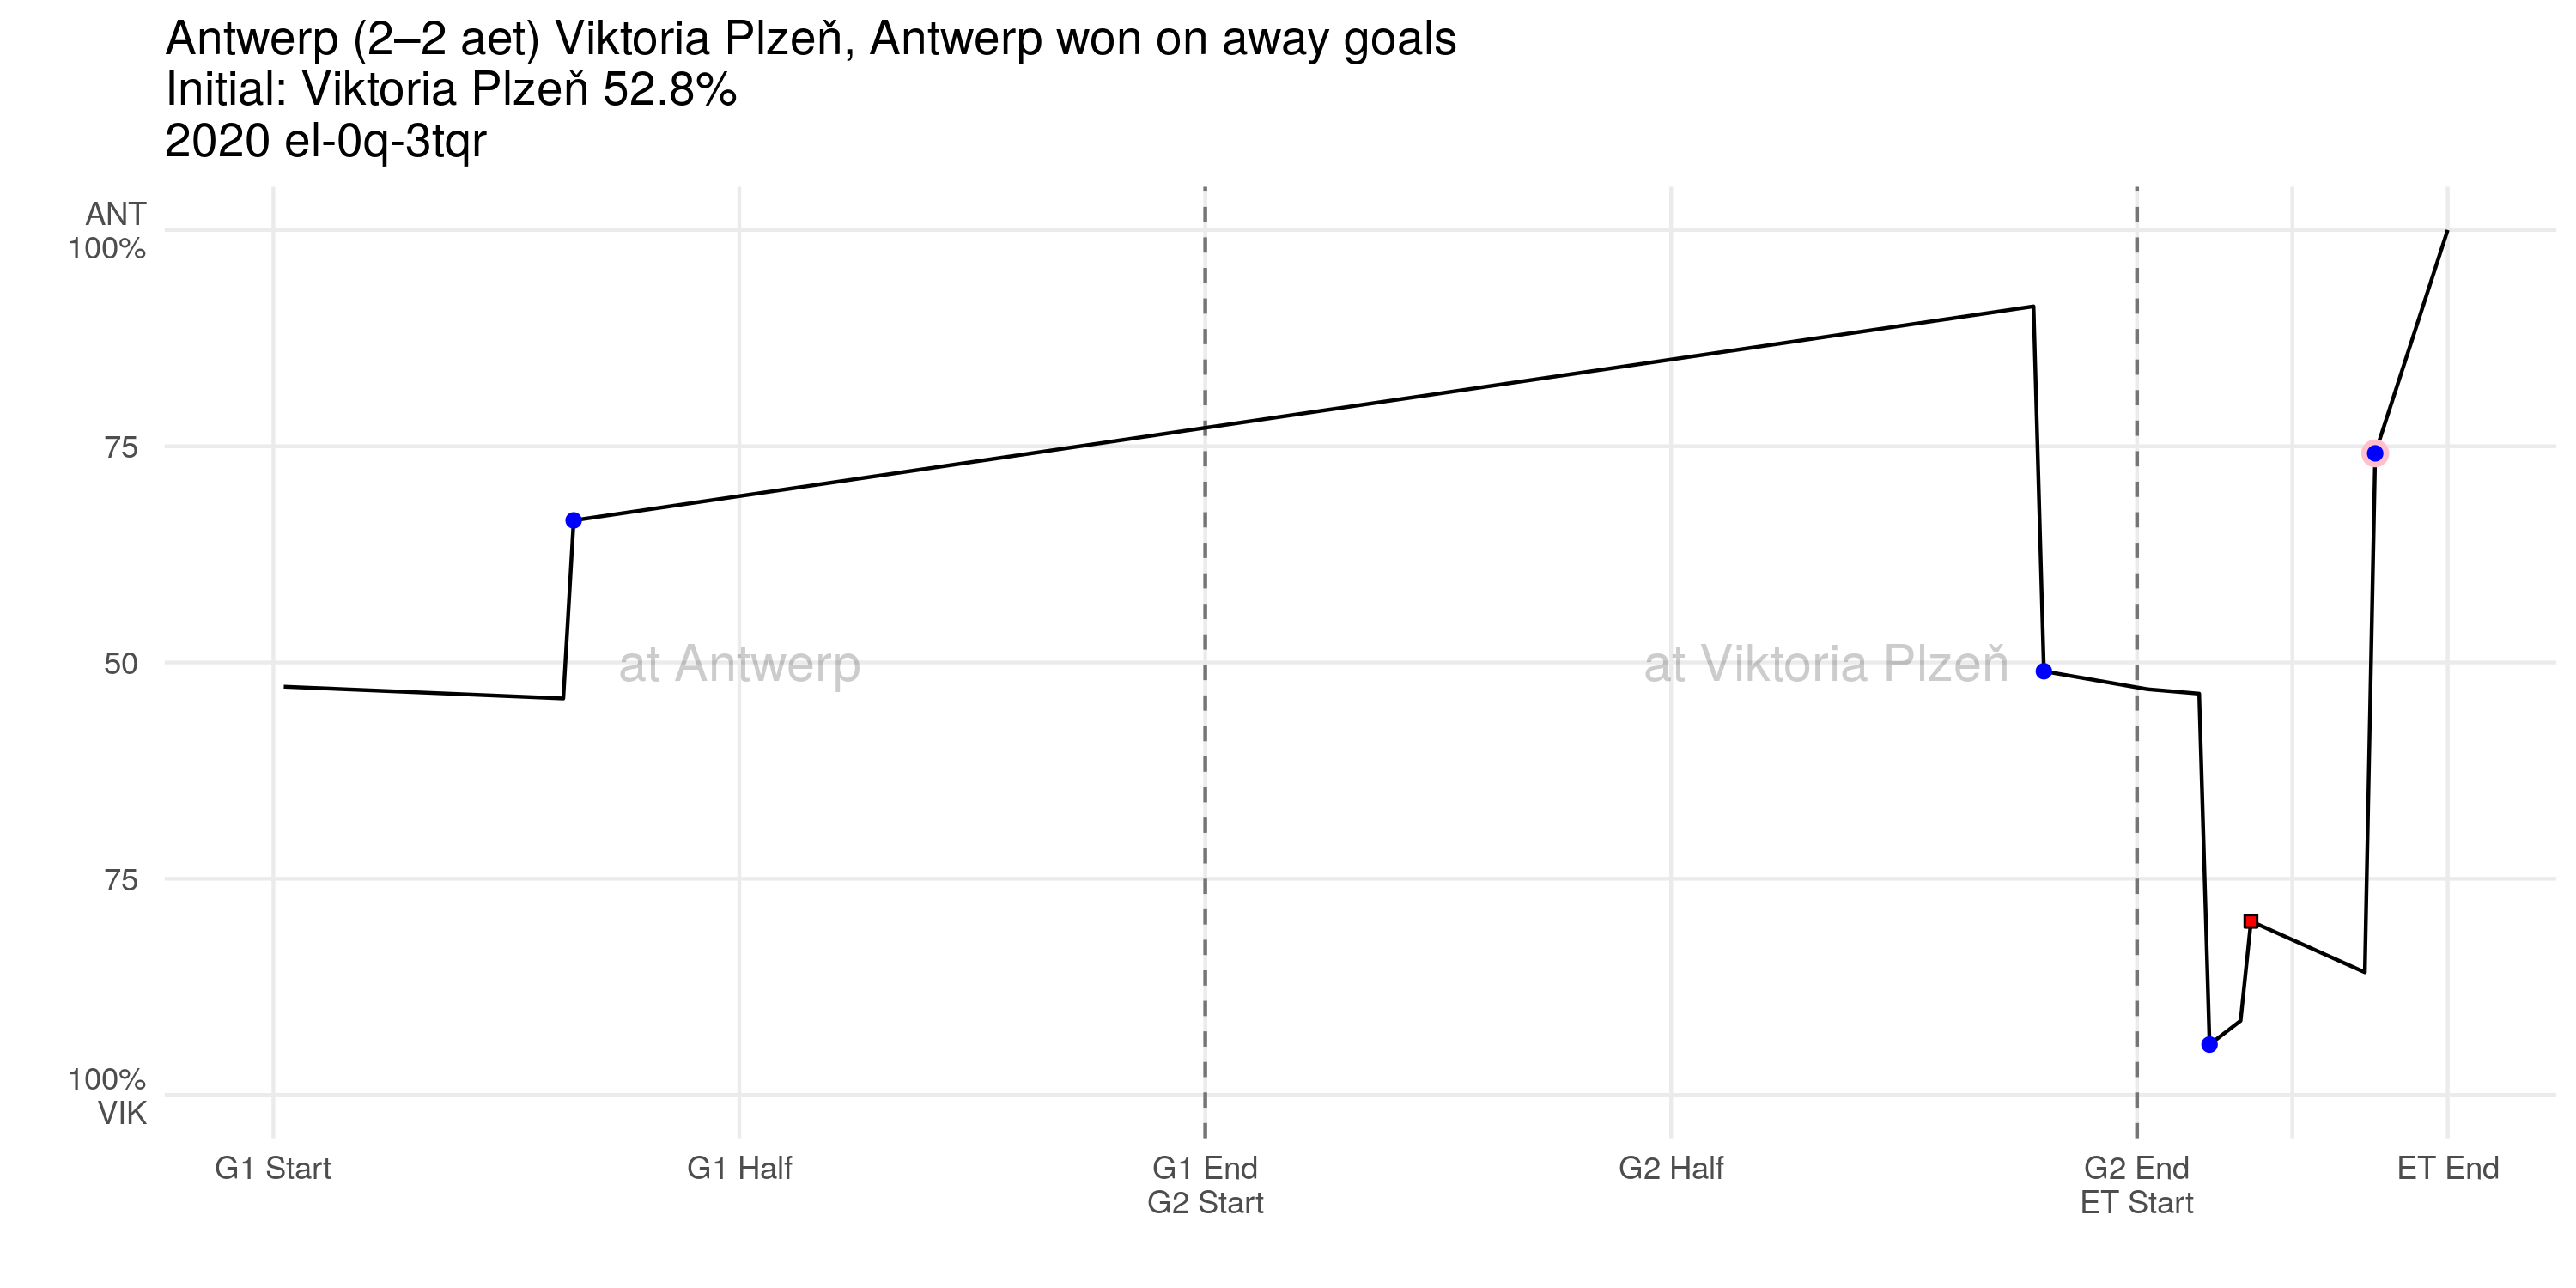 Antwerp (2–2 aet) Viktoria Plzeň, Antwerp won on away goals
Initial: Viktoria Plzeň 52.8%
2020 el-0q-3tqr
ANT
100%
75
50
75
100%
VIK
at Antwerp
at Viktoria Plzeň
G1 Start
G1 Half
G1 End
G2 Start
G2 Half
G2 End
ET Start
ET End